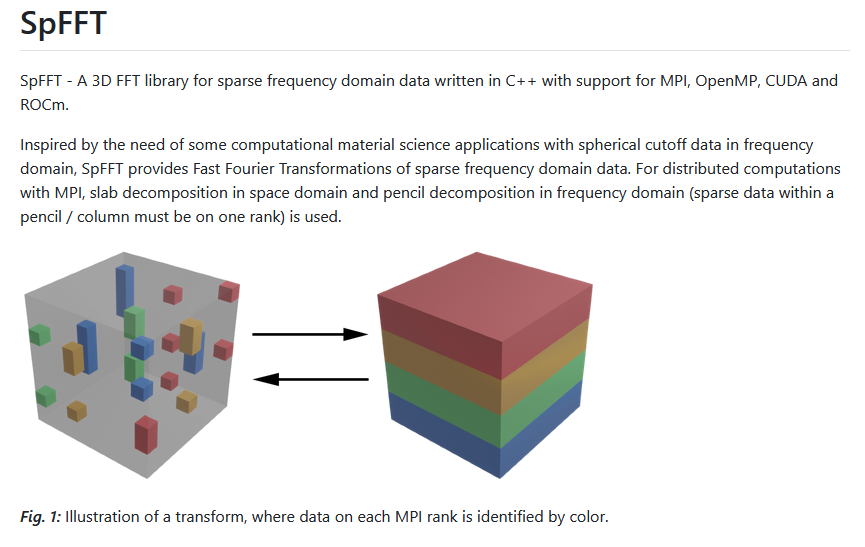 SpFFT
SpFFT - A 3D FFT library for sparse frequency domain data written in C++ with support for MPI, OpenMP, CUDA and
ROCm.
Inspired by the need of some computational material science applications with spherical cutoff data in frequency
domain, SpFFT provides Fast Fourier Transformations of sparse frequency domain data. For distributed computations
with MPI, slab decomposition in space domain and pencil decomposition in frequency domain (sparse data within a
pencil / column must be on one rank) is used.
Fig. 1: Illustration of a transform, where data on each MPI rank is identified by color.